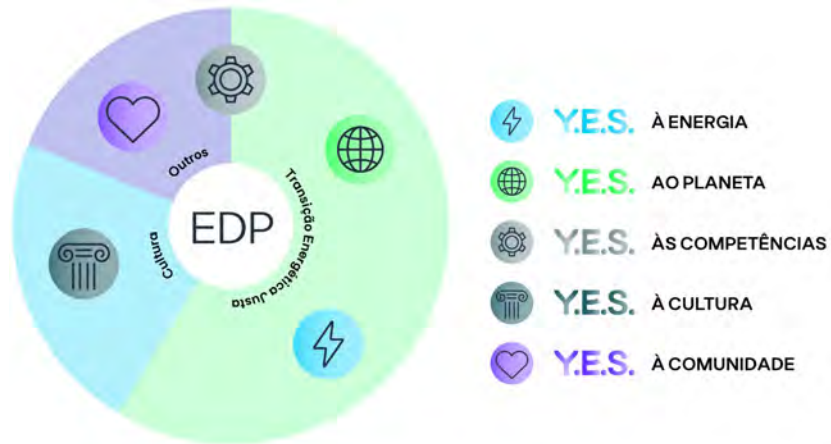 Outros
EDP
Cultura
Transição Energética Justa
Y.E.S. À ENERGIA
Y.E.S. AO PLANETA
Y.E.S. ÀS COMPETÊNCIAS
Y.E.S. À CULTURA
Y.E.S. À COMUNIDADE